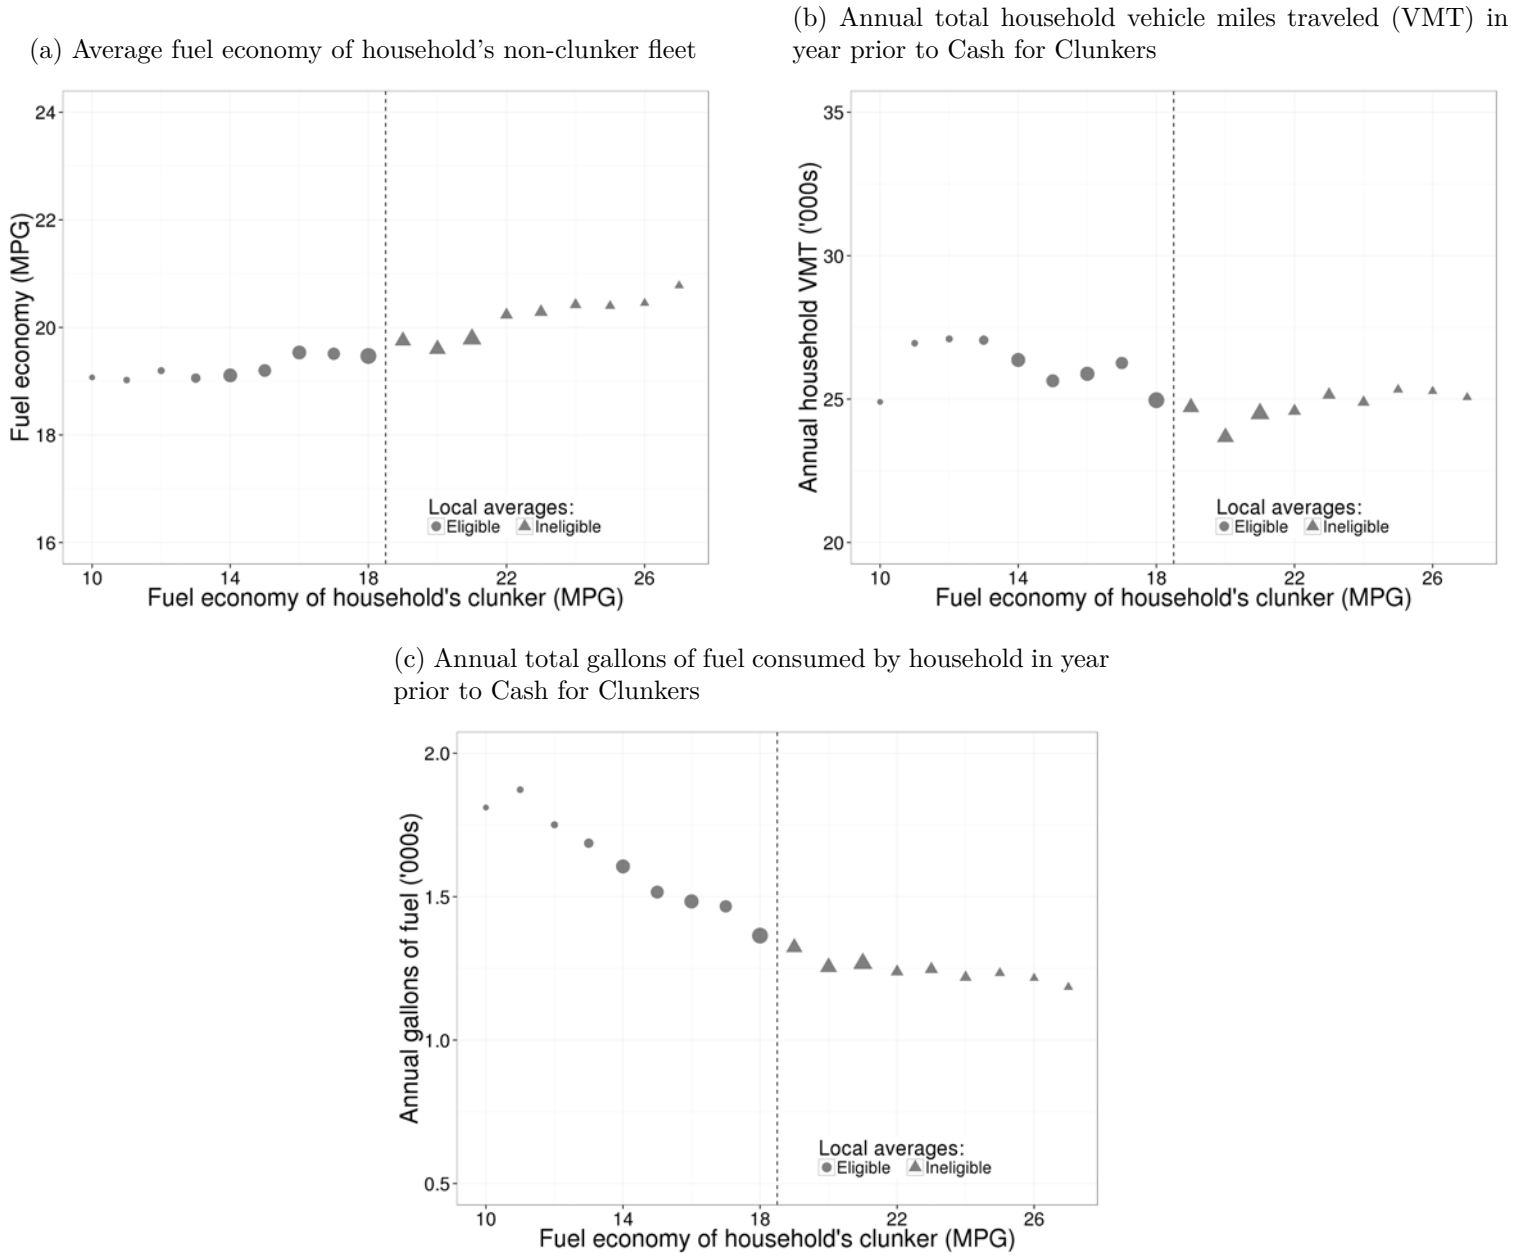 (a) Average fuel economy of household's non-clunker fleet
24
22
20
18
16
Fuel economy (MPG)
Local averages:
Eligible Ineligible
10 14 18 22 26
Fuel economy of household's clunker (MPG)
(b) Annual total household vehicle miles traveled (VMT) in
year prior to Cash for Clunkers
35
30
25
20
Annual household VMT ('000s)
Local averages:
Eligible Ineligible
10 14 18 22 26
Fuel economy of household's clunker (MPG)
(c) Annual total gallons of fuel consumed by household in year
prior to Cash for Clunkers
2.0
1.5
1.0
0.5
Annual gallons of fuel ('000s)
Local averages:
Eligible Ineligible
10 14 18 22 26
Fuel economy of household's clunker (MPG)